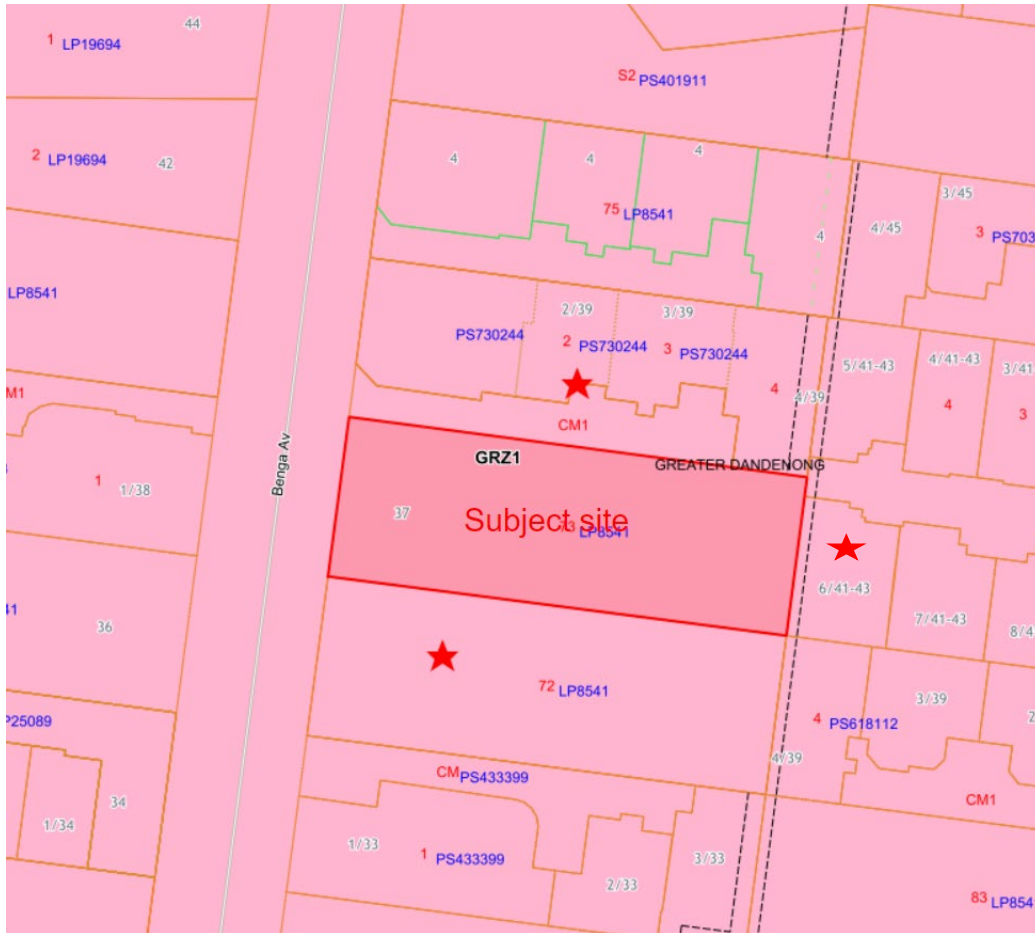 44
1 LP19694
S2 PS401911
2 LP19694
42
4
4
4
3/45
75 LP8541
4
4/45
3
PS703
LP8541
2/39
3/39
PS730244
2 PS730244
3 PS730244
5/41-43
4/41-43
3/41
M1
4
4/39
4
3
CM1
GRZ1
GREATER DANDENONG
Benga Av
1
1/38
37
Subject site
73 LP8541
6/41-43
7/41-43
8/4
41
36
72 LP8541
3/39
4 PS618112
2
P25089
4/39
CM PS433399
CM1
34
1/34
1/33
1 PS433399
3/33
2/33
83 LP854